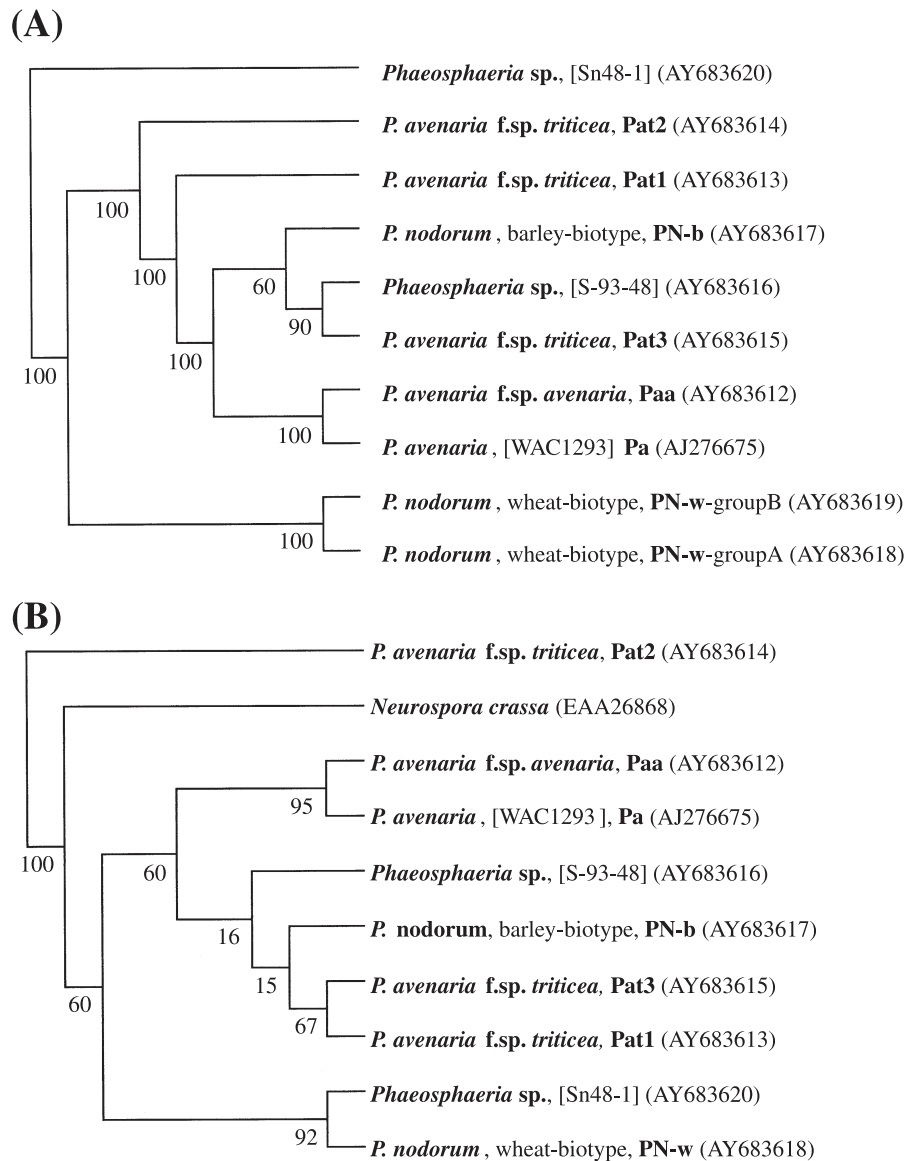 (A)
Phaeosphaeria sp., [Sn48-1] (AY683620)
P. avenaria f.sp. triticea, Pat2 (AY683614)
P. avenaria f.sp. triticea, Pat1 (AY683613)
100
P. nodorum, barley-biotype, PN-b (AY683617)
100
60
Phaeosphaeria sp., [S-93-48] (AY683616)
90
P. avenaria f.sp. triticea, Pat3 (AY683615)
100
100
P. avenaria f.sp. avenaria, Paa (AY683612)
100
P. avenaria, [WAC1293] Pa (AJ276675)
P. nodorum, wheat-biotype, PN-w-groupB (AY683619)
100
P. nodorum, wheat-biotype, PN-w-groupA (AY683618)
(B)
P. avenaria f.sp. triticea, Pat2 (AY683614)
Neurospora crassa (EAA26868)
P. avenaria f.sp. avenaria, Paa (AY683612)
95
P. avenaria, [WAC1293], Pa (AJ276675)
100
60
Phaeosphaeria sp., [S-93-48] (AY683616)
16
P. nodorum, barley-biotype, PN-b (AY683617)
15
P. avenaria f.sp. triticea, Pat3 (AY683615)
60
67
P. avenaria f.sp. triticea, Pat1 (AY683613)
Phaeosphaeria sp., [Sn48-1] (AY683620)
92
P. nodorum, wheat-biotype, PN-w (AY683618)